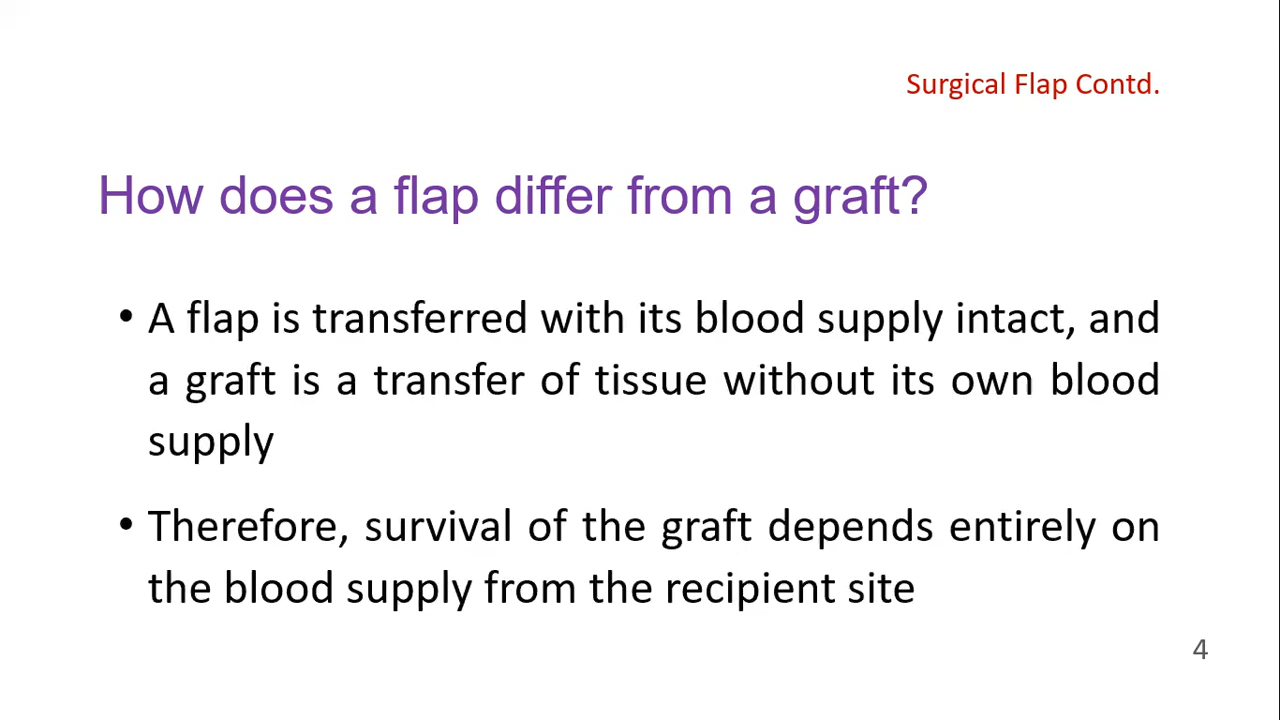 Surgical Flap Contd.
How does a flap differ from a graft?
• A flap is transferred with its blood supply intact, and
a graft is a transfer of tissue without its own blood
supply
• Therefore, survival of the graft depends entirely on
the blood supply from the recipient site
4